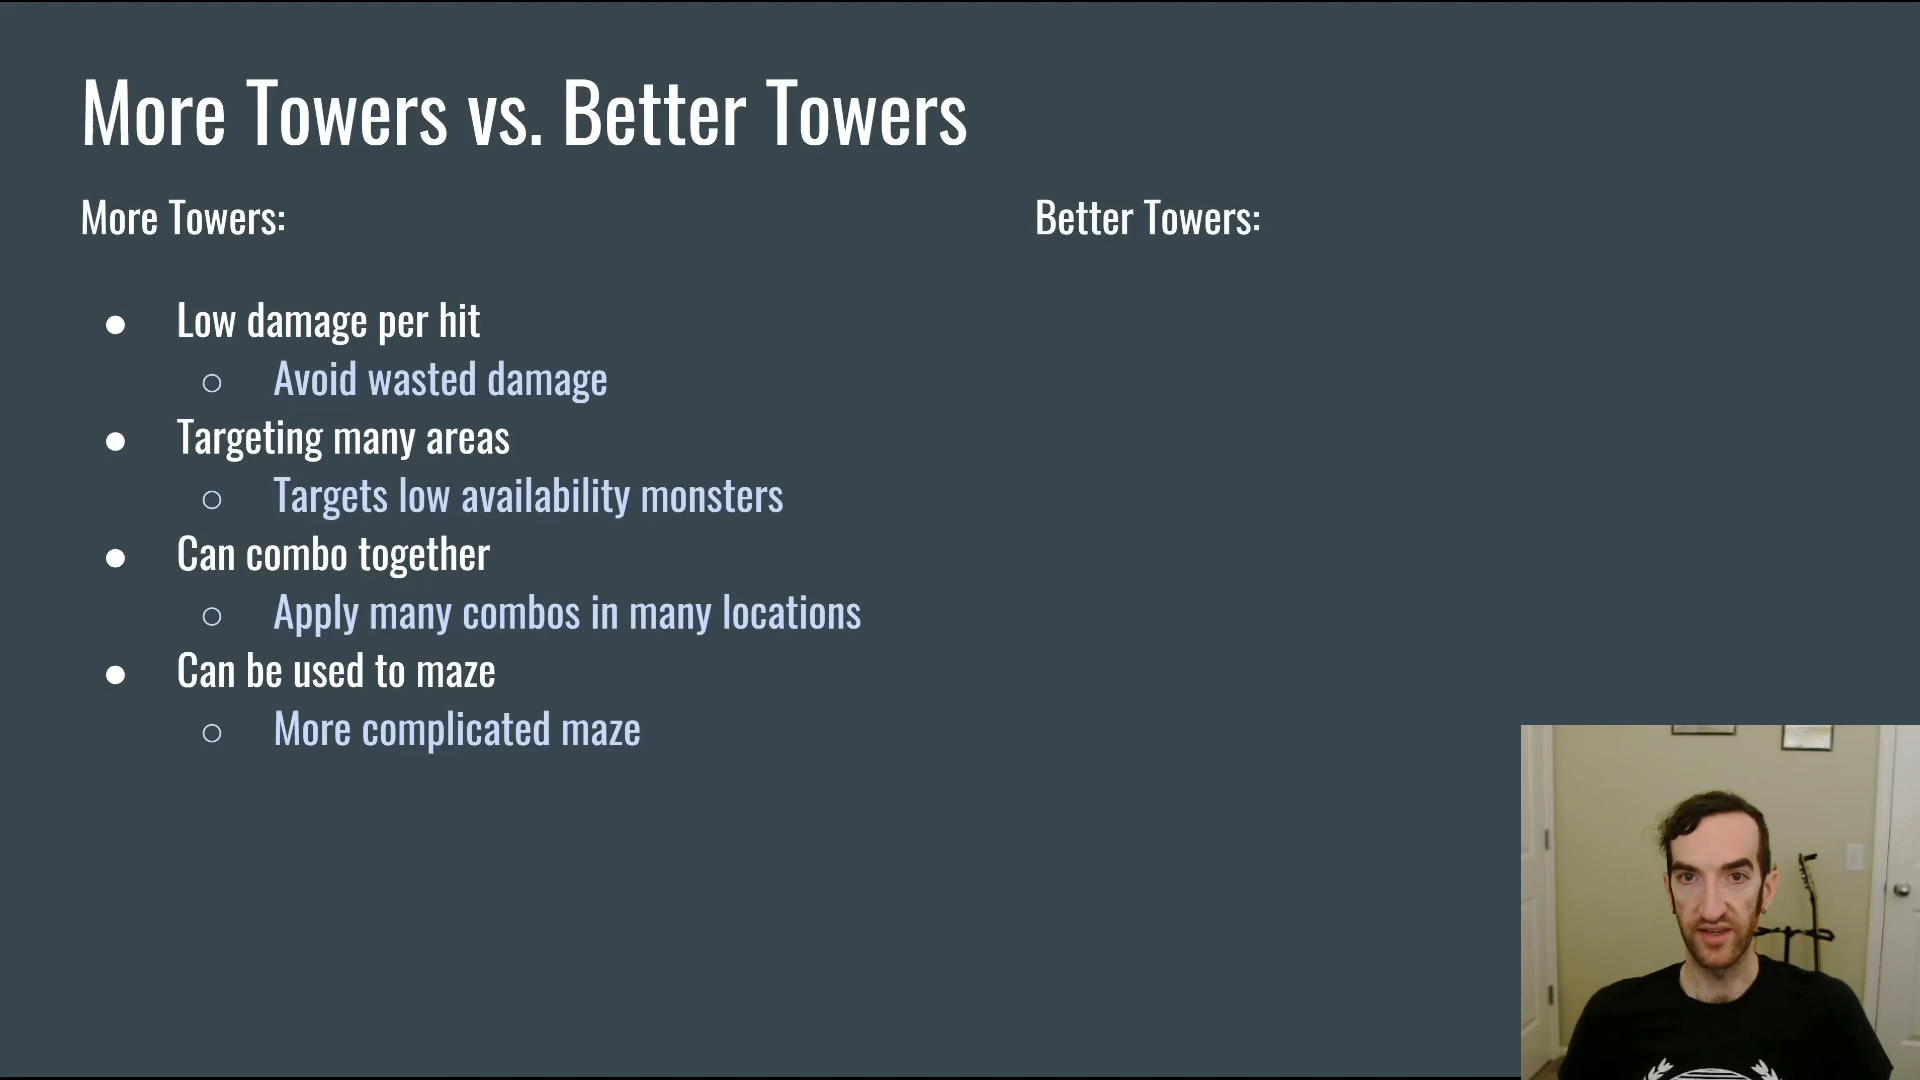 More Towers vs. Better Towers
More Towers:
Low damage per hit
Avoid wasted damage
Targeting many areas
Targets low availability monsters
Can combo together
Apply many combos in many locations
Can be used to maze
More complicated maze
Better Towers: